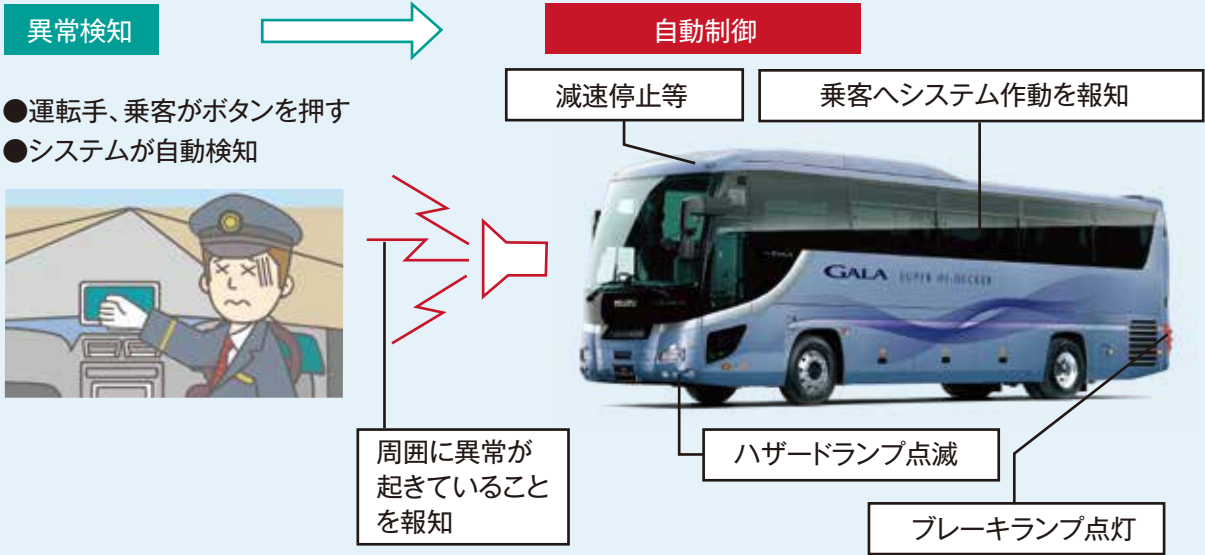 異常検知
自動制御
●運転手、乗客がボタンを押す
●システムが自動検知
減速停止等
乗客へシステム作動を報知
GALA SUPER HI-DECKER
ISUZU
周囲に異常が
起きていること
を報知
ハザードランプ点滅
ブレーキランプ点灯